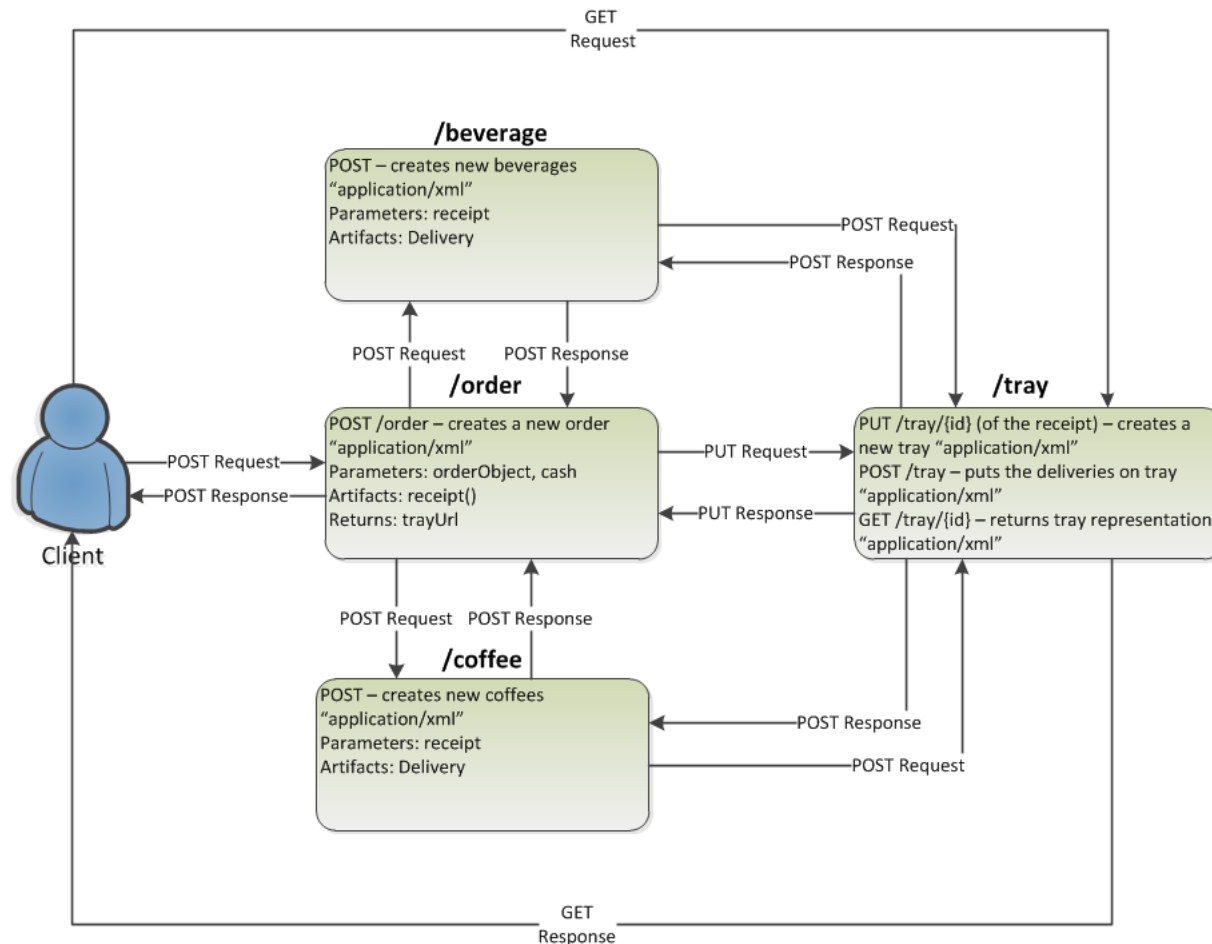 GET
Request
/beverage
POST – creates new beverages
“application/xml”
Parameters: receipt
Artifacts: Delivery
POST Request
POST Response
POST Request
POST Response
/order
POST /order – creates a new order
“application/xml”
Parameters: orderObject, cash
Artifacts: receipt()
Returns: trayUrl
/tray
PUT /tray/{id} (of the receipt) – creates a
new tray “application/xml”
POST /tray – puts the deliveries on tray
“application/xml”
GET /tray/{id} – returns tray representation
“application/xml”
POST Request
POST Response
PUT Request
PUT Response
Client
POST Request
POST Response
/coffee
POST – creates new coffees
“application/xml”
Parameters: receipt
Artifacts: Delivery
POST Response
POST Request
GET
Response